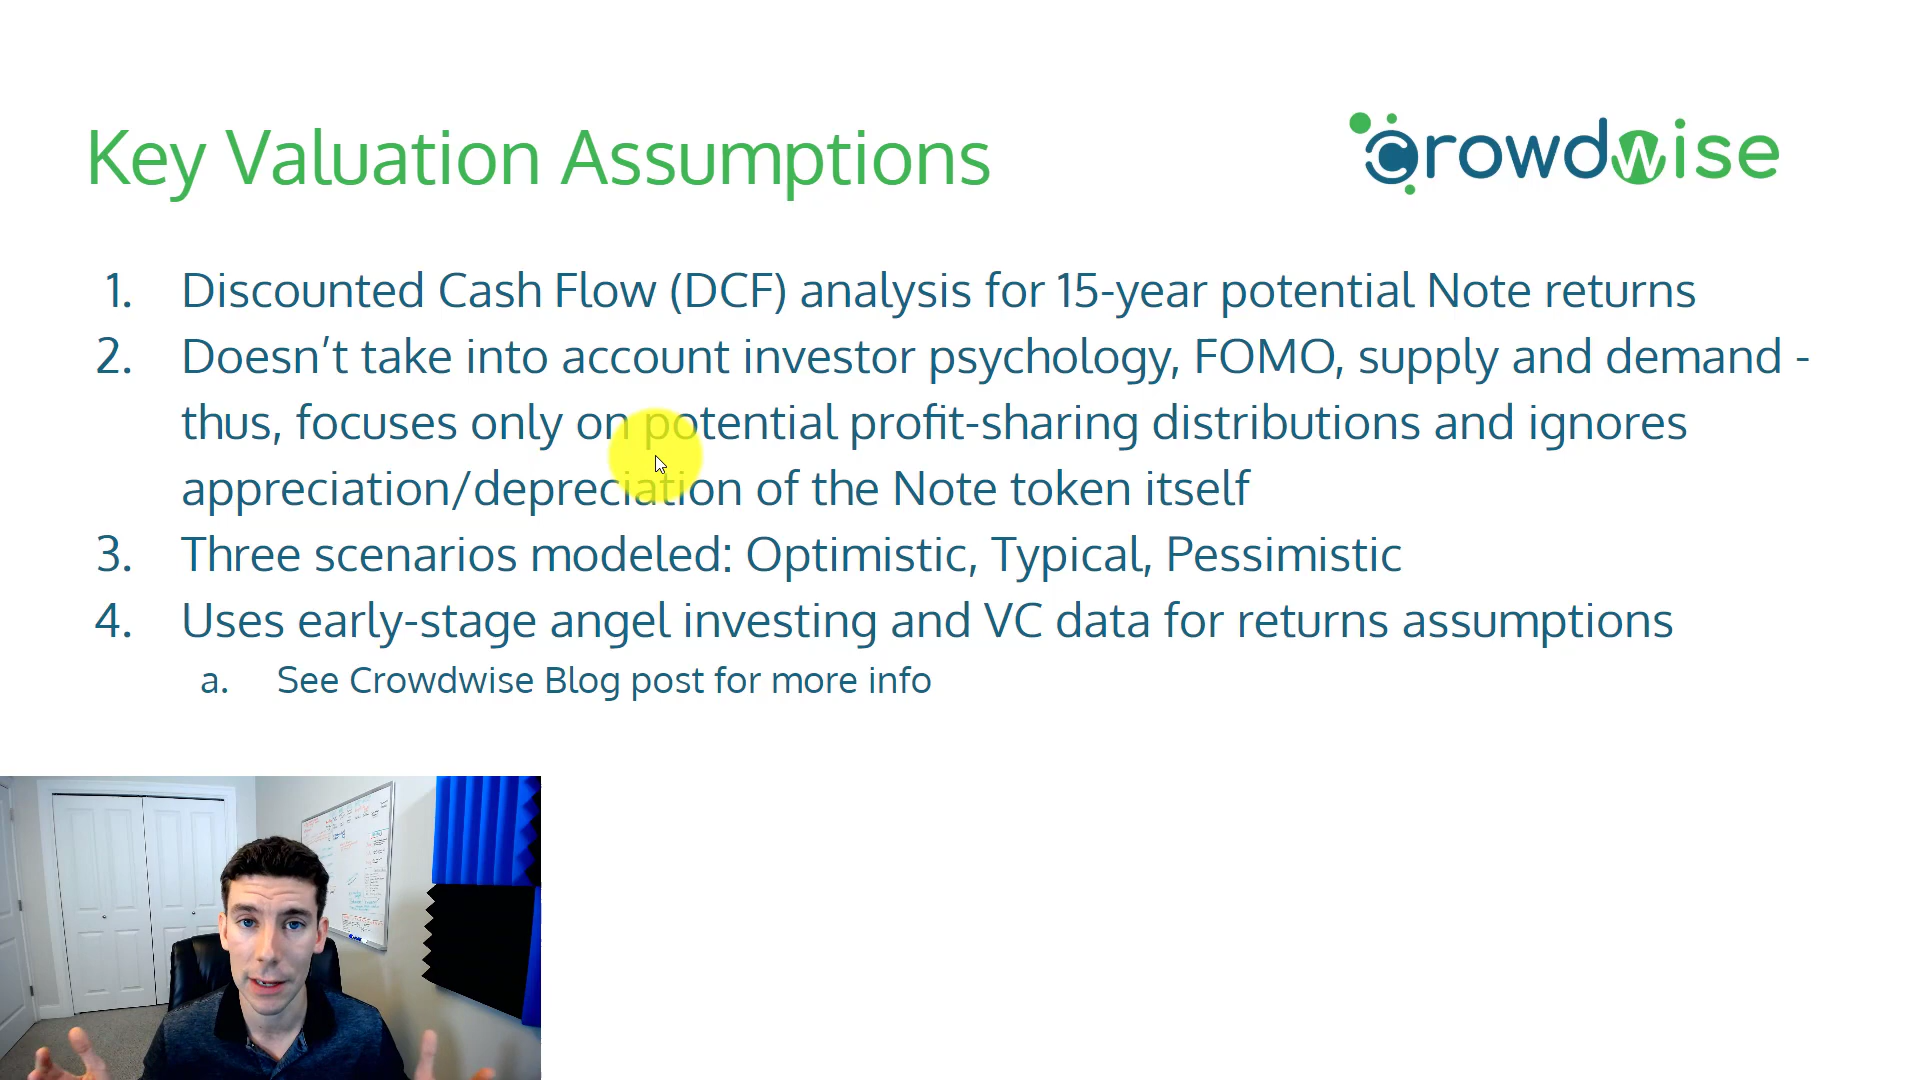 Key Valuation Assumptions
crowdwise
1. Discounted Cash Flow (DCF) analysis for 15-year potential Note returns
2. Doesn’t take into account investor psychology, FOMO, supply and demand -
thus, focuses only on potential profit-sharing distributions and ignores
appreciation/depreciation of the Note token itself
3. Three scenarios modeled: Optimistic, Typical, Pessimistic
4. Uses early-stage angel investing and VC data for returns assumptions
a. See Crowdwise Blog post for more info